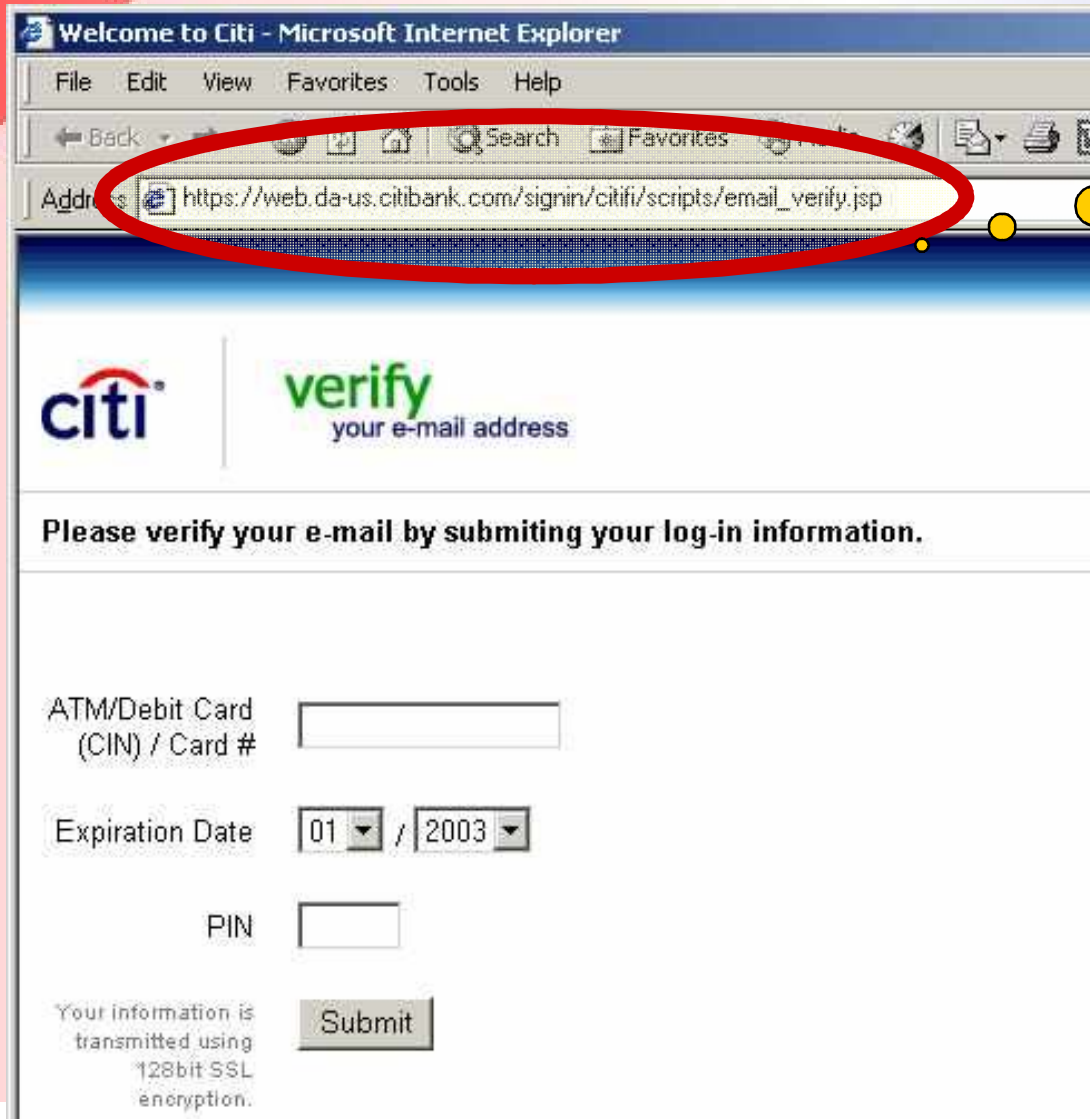 Welcome to Citi - Microsoft Internet Explorer
File Edit View Favorites Tools Help
Back Search Favorites
Address https://web.da-us.citibank.com/signin/citifi/scripts/email_verify.jsp
citi
verify
your e-mail address
Please verify your e-mail by submiting your log-in information.
ATM/Debit Card
(CIN) / Card #
Expiration Date 01 / 2003
PIN
Your information is
transmitted using
128bit SSL
encryption.
Submit